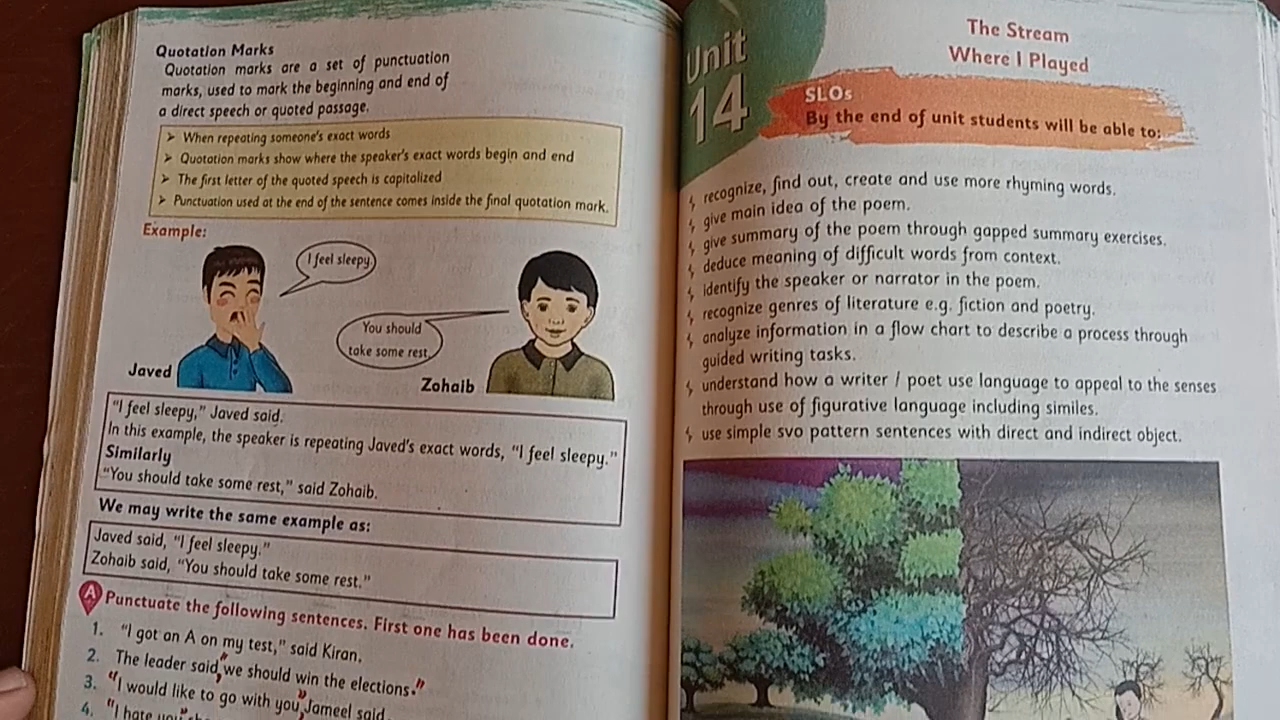 Quotation Marks
Quotation marks are a set of punctuation
marks, used to mark the beginning and end of
a direct speech or quoted passage.
➤ When repeating someone's exact words
➤ Quotation marks show where the speaker's exact words begin and end
➤ The first letter of the quoted speech is capitalized
➤ Punctuation used at the end of the sentence comes inside the final quotation mark.
Example:
I feel sleepy
You should
take some rest
Javed
Zohaib
"I feel sleepy," Javed said.
In this example, the speaker is repeating Javed's exact words, "I feel sleepy."
Similarly
"You should take some rest," said Zohaib.
We may write the same example as:
Javed said, "I feel sleepy."
Zohaib said, "You should take some rest."
A Punctuate the following sentences. First one has been done.
1. "I got an A on my test," said Kiran.
2. The leader said,"we should win the elections."
3. "I would like to go with you", Jameel said
4. "I hate you"
Unit
14
The Stream
Where I Played
SLOs
By the end of unit students will be able to:
recognize, find out, create and use more rhyming words.
give main idea of the poem.
give summary of the poem through gapped summary exercises.
deduce meaning of difficult words from context.
identify the speaker or narrator in the poem.
recognize genres of literature e.g. fiction and poetry.
analyze information in a flow chart to describe a process through
guided writing tasks.
understand how a writer / poet use language to appeal to the senses
through use of figurative language including similes.
use simple svo pattern sentences with direct and indirect object.